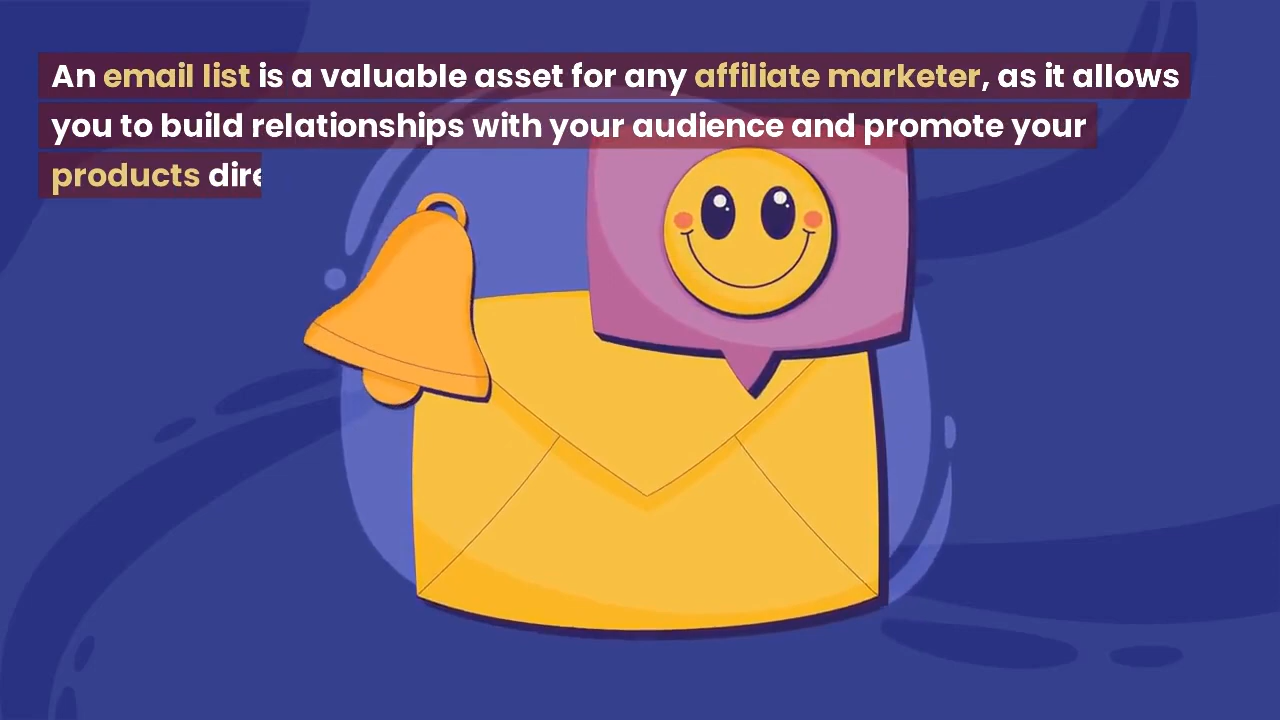 An email list is a valuable asset for any affiliate marketer, as it allows
you to build relationships with your audience and promote your
products dire